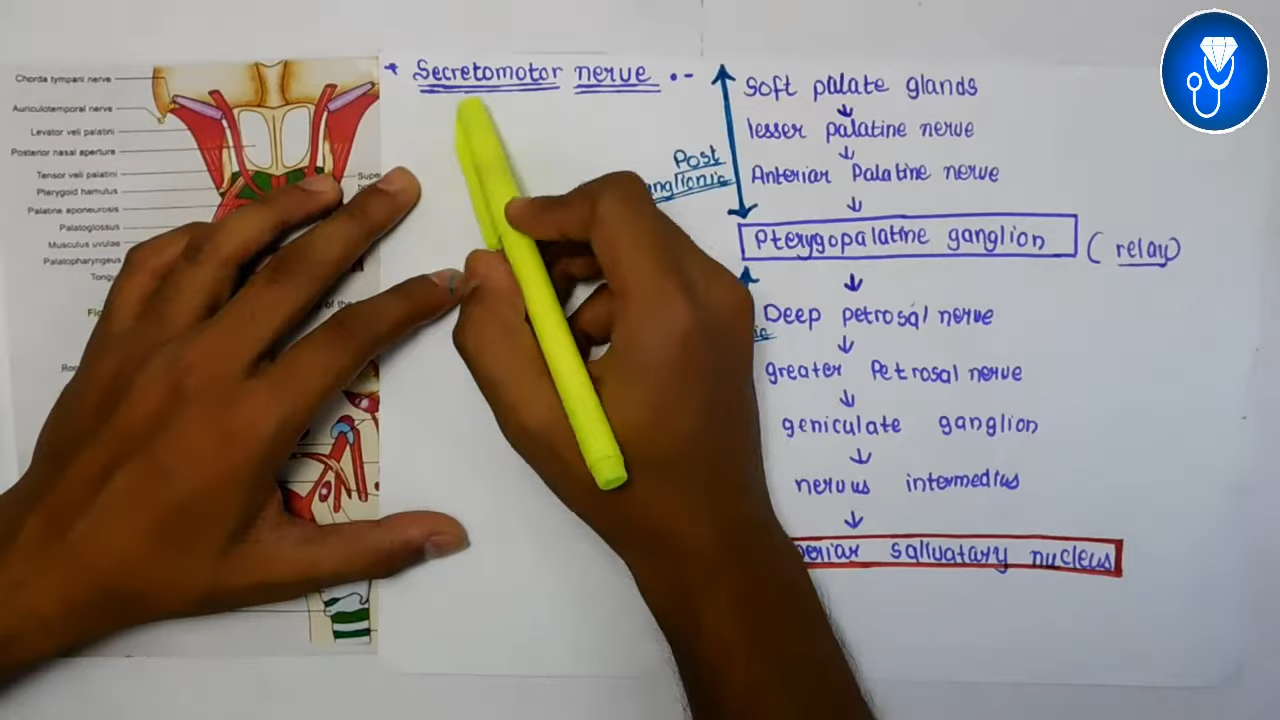 Chorda tympani nerve
Auriculotemporal nerve
Levator veli palatini
Posterior nasal aperture
Tensor veli palatini
Pterygoid hamulus
Palatine aponeurosis
Palatoglossus
Musculus uvulae
Palatopharyngeus
* Secretomotor nerve :-
Post
Soft palate glands
lesser palatine nerve
Anterior Palatine nerve
Pterygopalatine ganglion (relay)
Deep petrosal nerve
greater Petrosal nerve
geniculate ganglion
nervus intermedius
salivatary nucleus